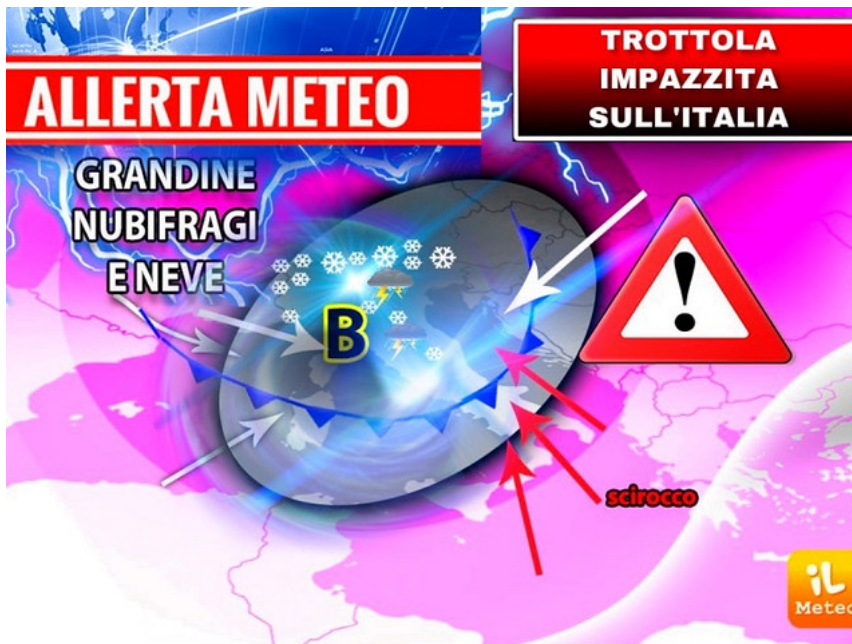 ALLERTA METEO
TROTTOLA
IMPAZZITA
SULL'ITALIA
GRANDINE
NUBIFRAGI
E NEVE
B
scirocco
iL
Meteo